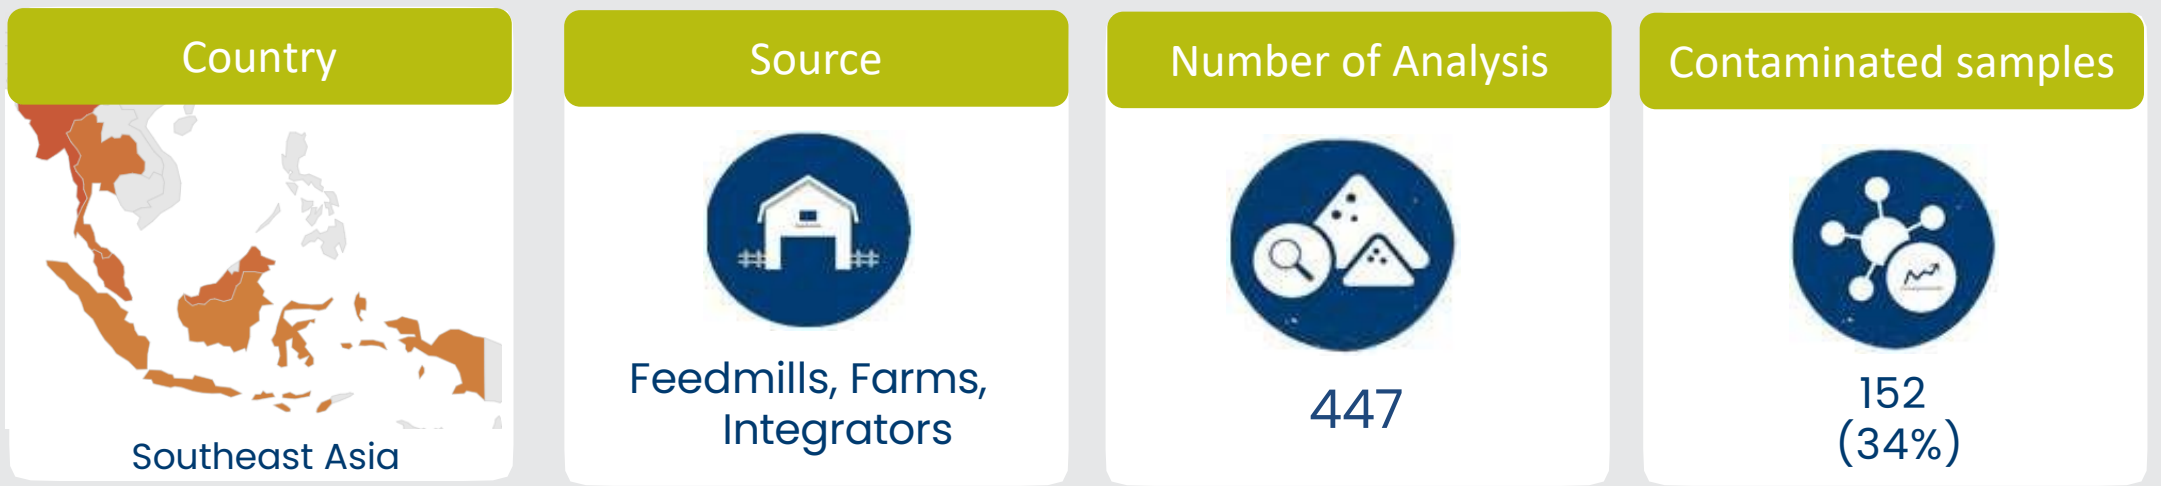 Country
Southeast Asia
Source
Feedmills, Farms,
Integrators
Number of Analysis
447
Contaminated samples
152
(34%)